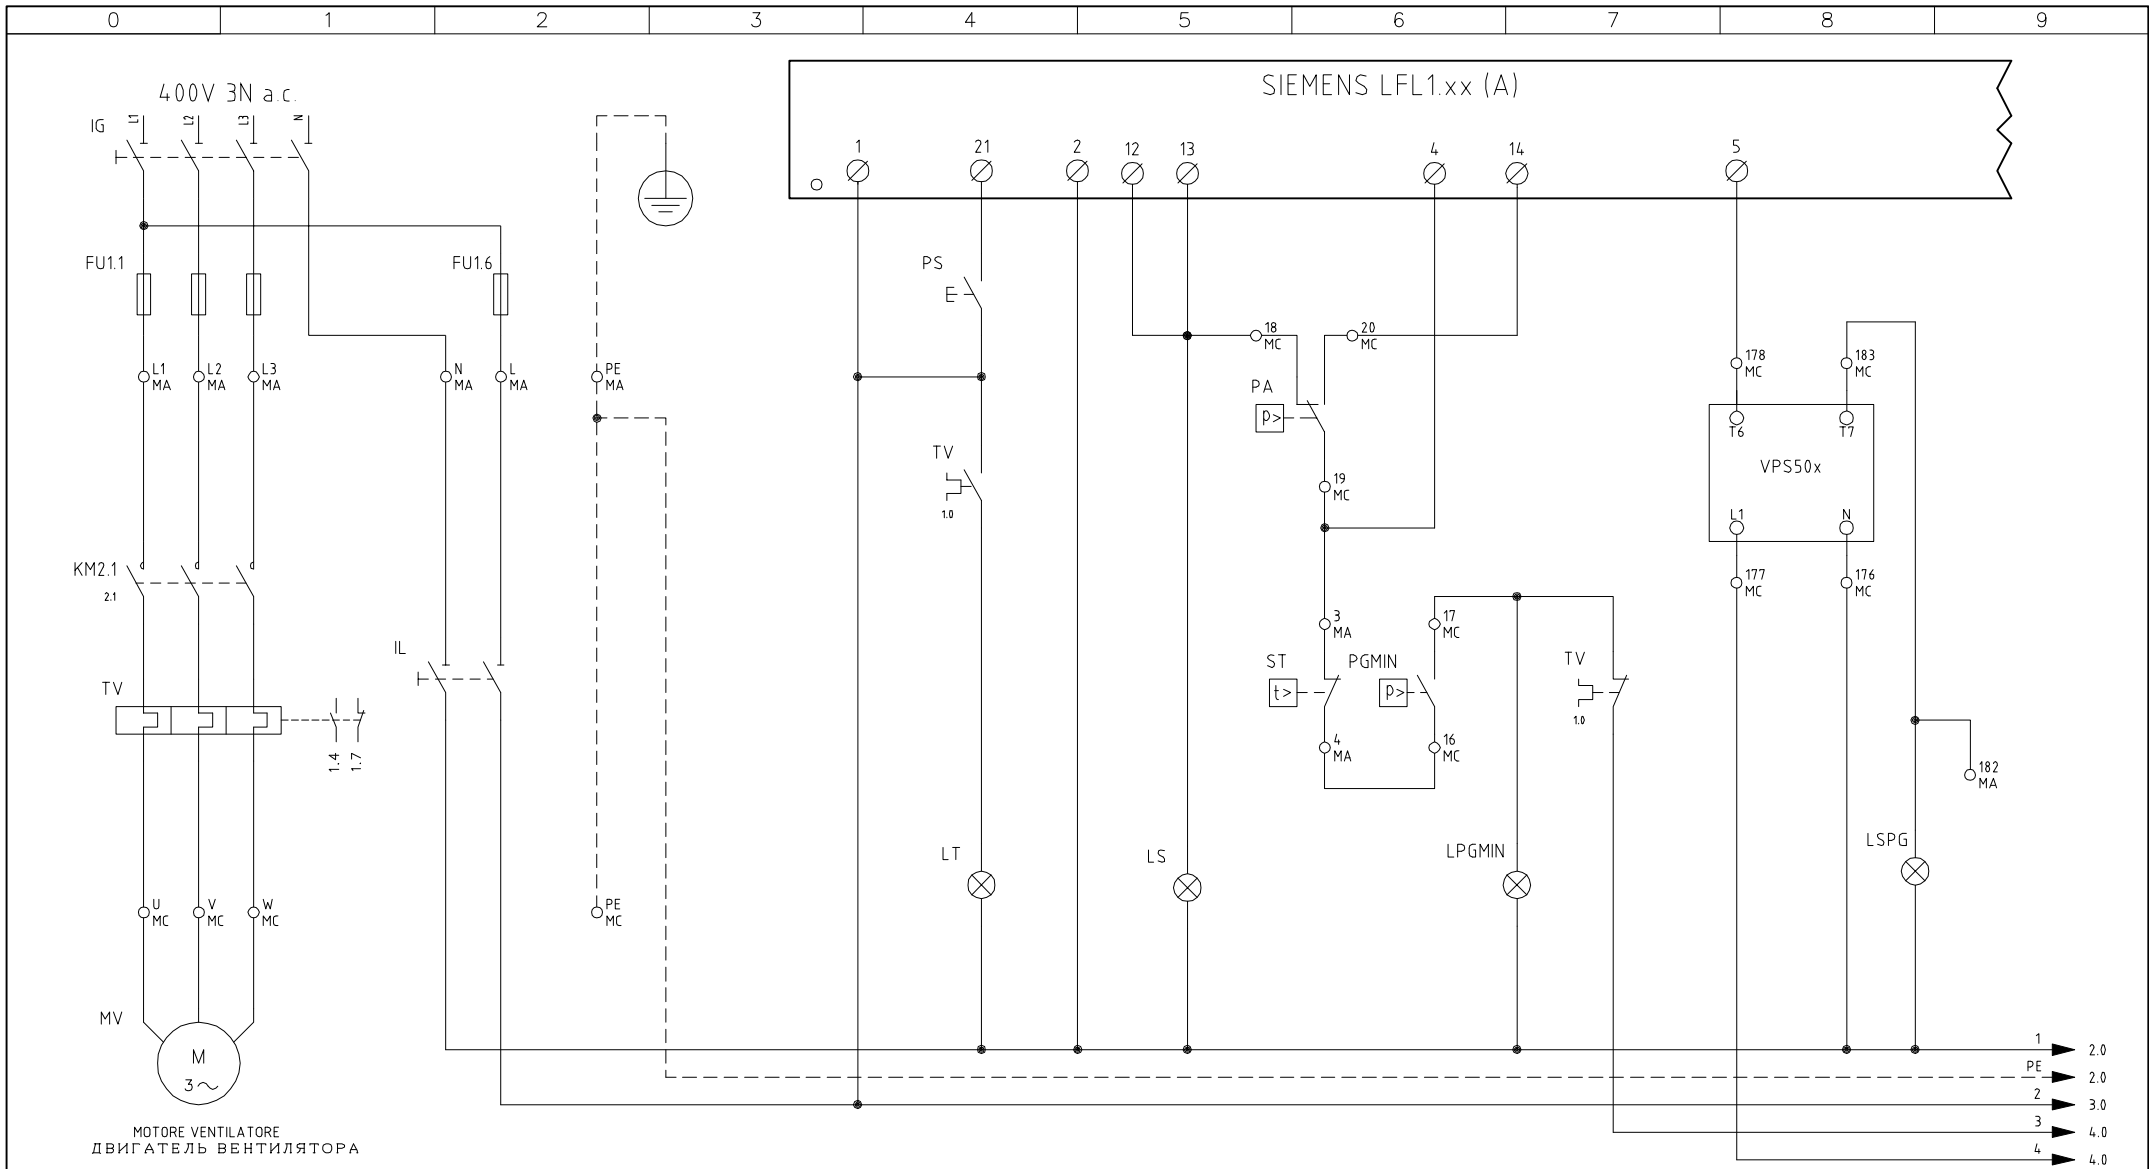 0 1 2 3 4 5 6 7 8 9
400V 3N a.c.
SIEMENS LFL1.xx (A)
IG
L1 L2 L3 N
1 21 2 12 13 4 14 5
FU1.1
FU1.6
PS
18
MC
20
MC
L1
MA
L2
MA
L3
MA
N
MA
L
MA
PE
MA
178
MC
183
MC
PA
p>
T6
T7
VPS50x
TV
1.0
19
MC
L1
N
KM2.1
2.1
177
MC
176
MC
3
MA
17
MC
IL
ST
t>
PGMIN
p>
TV
1.0
TV
1.4
1.7
4
MA
16
MC
182
MA
LT
LS
LPGMIN
LSPG
U
MC
V
MC
W
MC
PE
MC
MV
M
3~
1 2.0
PE 2.0
2 3.0
3 4.0
4 4.0
MOTORE VENTILATORE
ДВИГАТЕЛЬ ВЕНТИЛЯТОРА